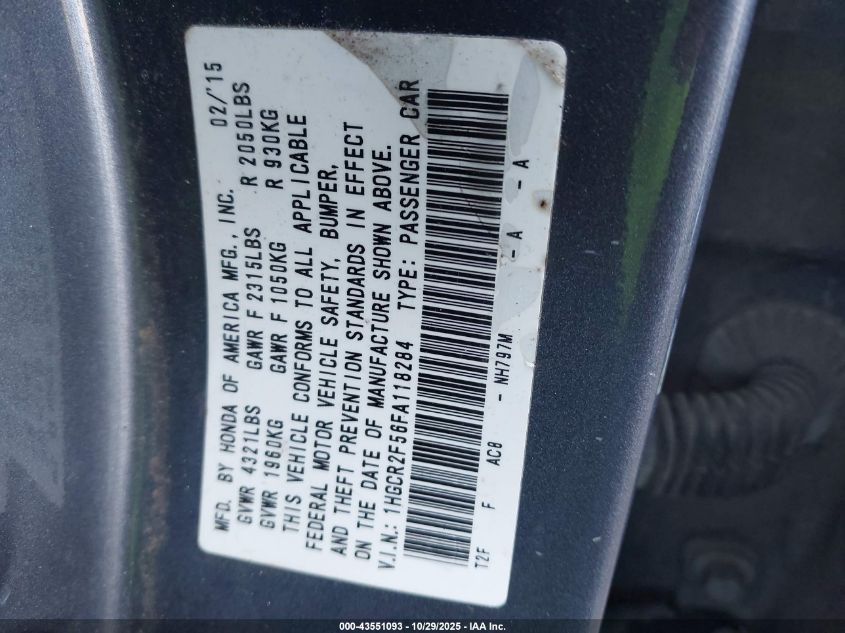 MFD. BY HONDA OF AMERICA MFG., INC. 02/'15
GVWR 4321LBS GAWR F 2315LBS R 2050LBS
GVWR 1960KG GAWR F 1050KG R 930KG
THIS VEHICLE CONFORMS TO ALL APPLICABLE
FEDERAL MOTOR VEHICLE SAFETY, BUMPER,
AND THEFT PREVENTION STANDARDS IN EFFECT
ON THE DATE OF MANUFACTURE SHOWN ABOVE.
V.I.N.: 1HGCR2F56FA118284 TYPE: PASSENGER CAR
T2F F AC8 - NH797M - A - A
000-43551093 - 10/29/2025 - IAA Inc.